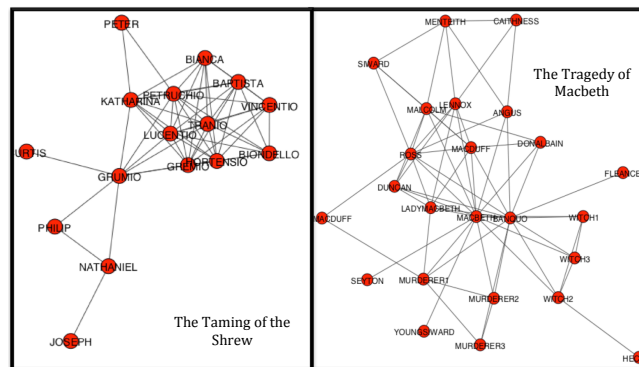 PETER
BIANCA
PETRUCHIO
BAPTISTA
KATHARINA
VINCENTIO
TRANIO
LUCENTIO
GREMIO
HORTENSIO
BIONDELLO
URTIS
GRUMIO
PHILIP
NATHANIEL
JOSEPH
The Taming of the
Shrew
MENTEITH
CAITHNESS
SIWARD
The Tragedy of
Macbeth
LENNOX
MALCOLM
ANGUS
MACDUFF
DONALBAIN
ROSS
DUNCAN
FLEANCE
LADYMACBETH
MACDUFF
MACBETH
BANQUO
WITCH1
WITCH3
SEYTON
MURDERER1
MURDERER2
WITCH2
YOUNGSIWARD
MURDERER3
HEC